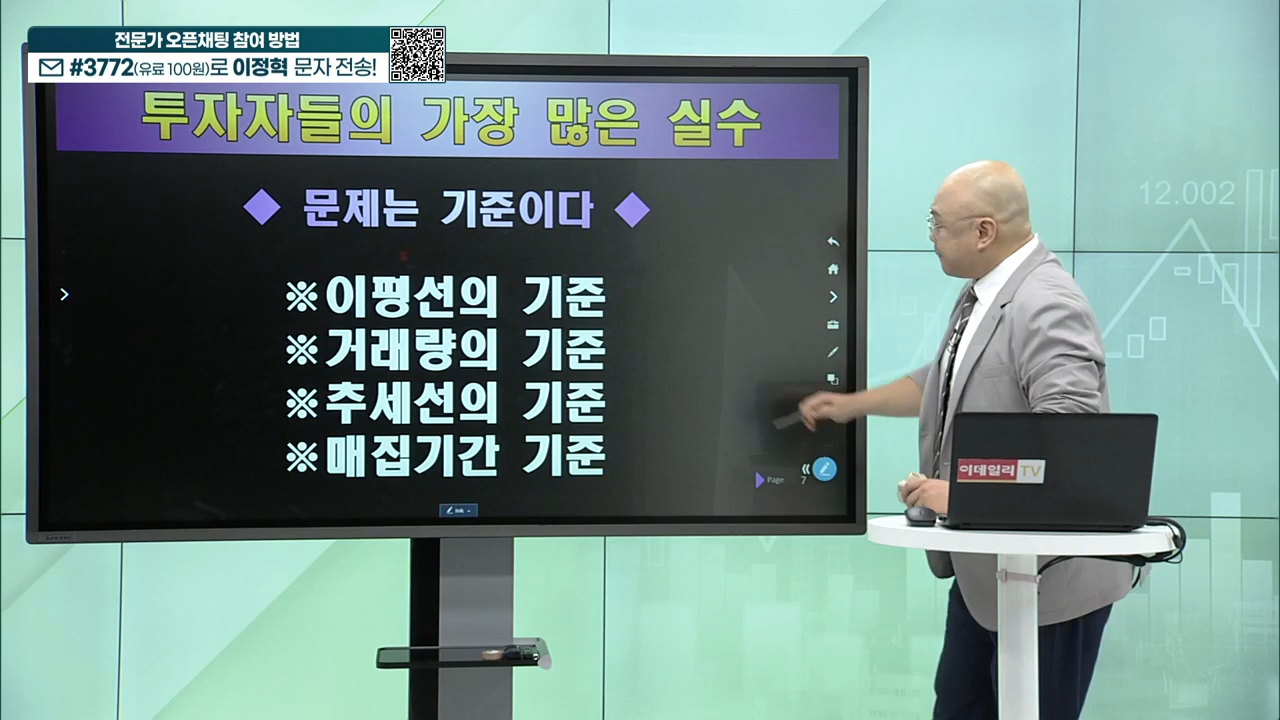 전문가 오픈채팅 참여 방법
#3772(유료 100원)로 이정혁 문자 전송!
투자자들의 가장 많은 실수
◆ 문제는 기준이다 ◆
※이평선의 기준
※거래량의 기준
※추세선의 기준
※매집기간 기준
Page 7
Ink
12.002
이데일리TV